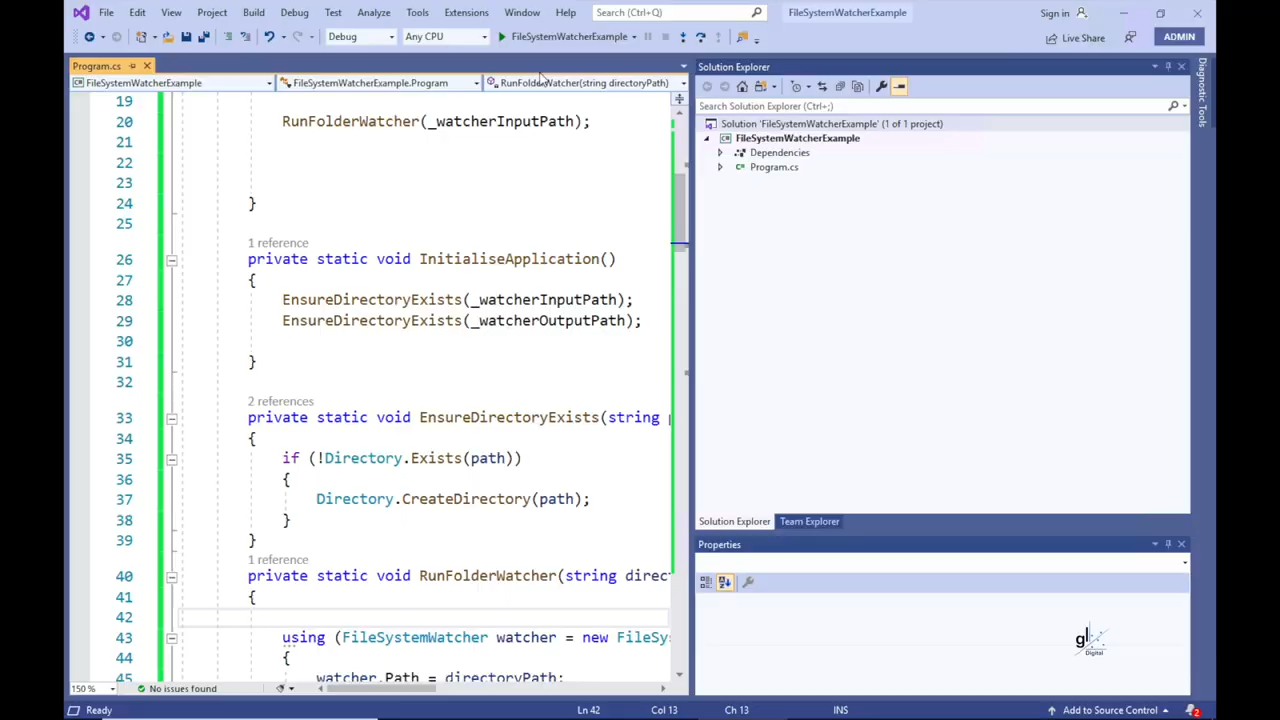 File Edit View Project Build Debug Test Analyze Tools Extensions Window Help Search (Ctrl+Q) FileSystemWatcherExample Sign in
Debug Any CPU FileSystemWatcherExample Live Share ADMIN
Program.cs
FileSystemWatcherExample FileSystemWatcherExample.Program RunFolderWatcher(string directoryPath)
19
20 RunFolderWatcher(_watcherInputPath);
21
22
23
24 }
25
1 reference
26 private static void InitialiseApplication()
27 {
28 EnsureDirectoryExists(_watcherInputPath);
29 EnsureDirectoryExists(_watcherOutputPath);
30
31 }
32
2 references
33 private static void EnsureDirectoryExists(string p
34 {
35 if (!Directory.Exists(path))
36 {
37 Directory.CreateDirectory(path);
38 }
39 }
1 reference
40 private static void RunFolderWatcher(string direc
41 {
42
43 using (FileSystemWatcher watcher = new FileSy
44 {
45 watcher.Path = directoryPath;
150 % No issues found
Solution Explorer
Search Solution Explorer (Ctrl+;)
Solution 'FileSystemWatcherExample' (1 of 1 project)
FileSystemWatcherExample
Dependencies
C# Program.cs
Solution Explorer Team Explorer
Properties
Diagnostic Tools
gl
Digital
Ready Ln 42 Col 13 Ch 13 INS Add to Source Control 2